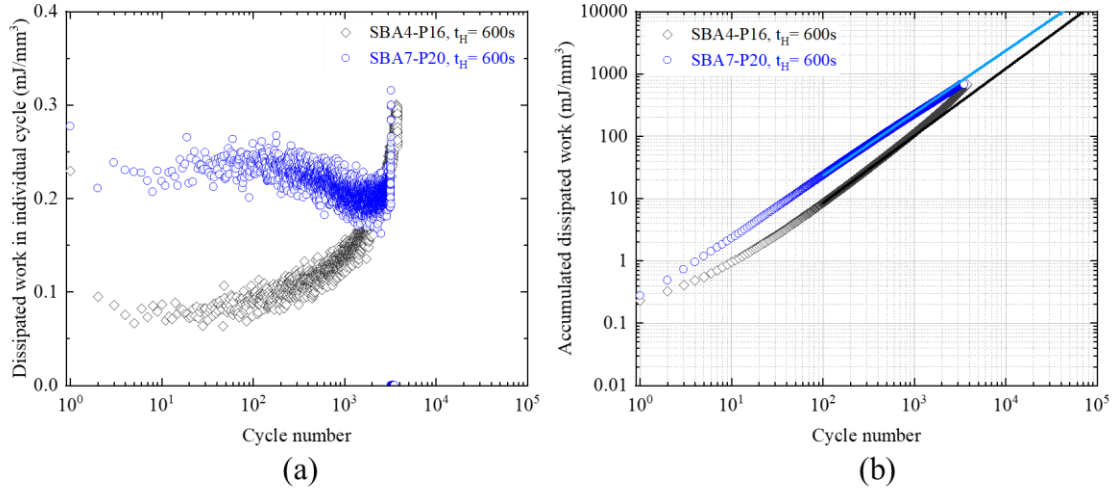 Dissipated work in individual cycle (mJ/mm³)
0.4
0.3
0.2
0.1
0.0
SBA4-P16, t_H= 600s
SBA7-P20, t_H= 600s
10⁰ 10¹ 10² 10³ 10⁴ 10⁵
Cycle number
(a)
Accumulated dissipated work (mJ/mm³)
10000
1000
100
10
1
0.1
0.01
SBA4-P16, t_H= 600s
SBA7-P20, t_H= 600s
10⁰ 10¹ 10² 10³ 10⁴ 10⁵
Cycle number
(b)